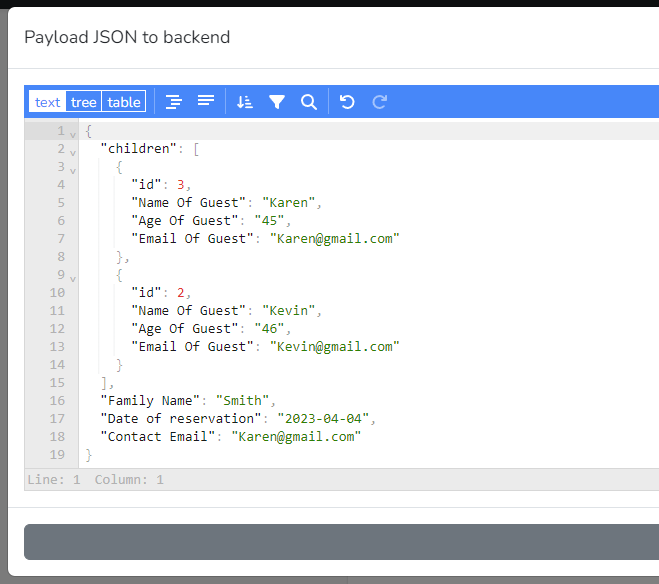 Payload JSON to backend
text tree table
1 {
2 "children": [
3 {
4 "id": 3,
5 "Name Of Guest": "Karen",
6 "Age Of Guest": "45",
7 "Email Of Guest": "Karen@gmail.com"
8 },
9 {
10 "id": 2,
11 "Name Of Guest": "Kevin",
12 "Age Of Guest": "46",
13 "Email Of Guest": "Kevin@gmail.com"
14 }
15 ],
16 "Family Name": "Smith",
17 "Date of reservation": "2023-04-04",
18 "Contact Email": "Karen@gmail.com"
19 }
Line: 1 Column: 1